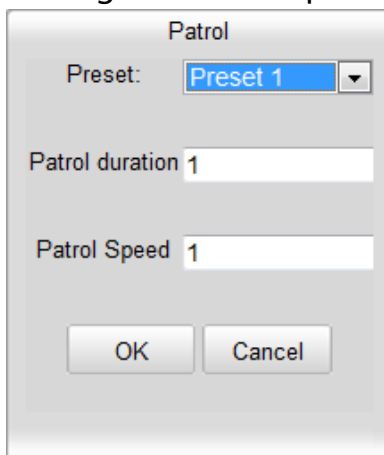 Patrol
Preset: Preset 1
Patrol duration 1
Patrol Speed 1
OK Cancel